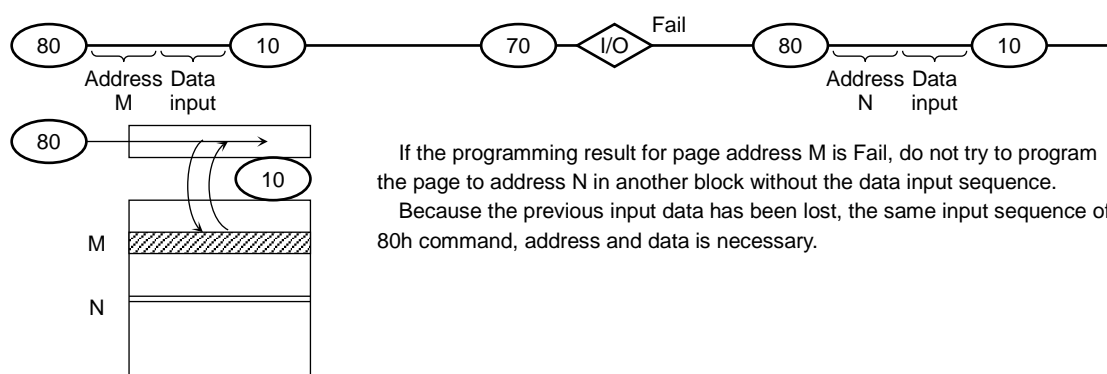 80 10 70 I/O Fail 80 10
Address Data Address Data
M input N input
80
10
If the programming result for page address M is Fail, do not try to program
the page to address N in another block without the data input sequence.
Because the previous input data has been lost, the same input sequence of
80h command, address and data is necessary.
M
N